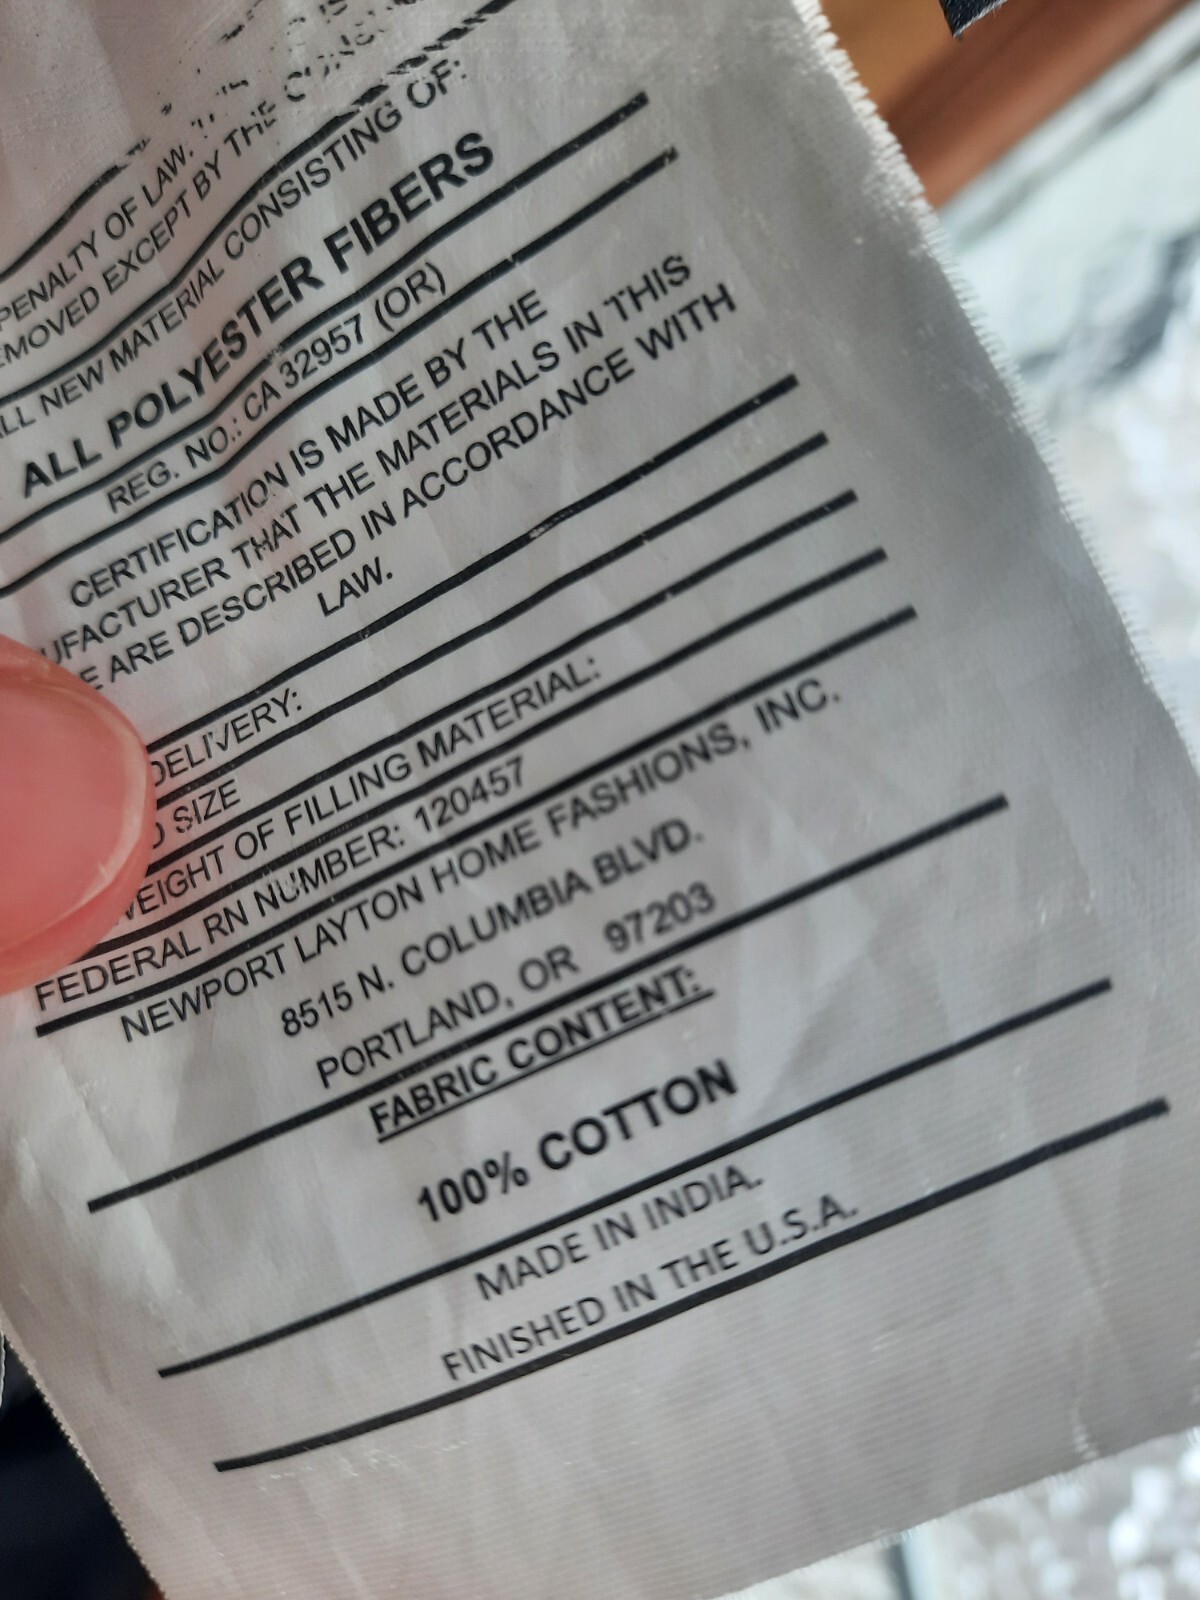 PENALTY OF LAW.
EMOVED EXCEPT BY THE
ALL NEW MATERIAL CONSISTING OF:
ALL POLYESTER FIBERS
REG. NO.: CA 32957 (OR)
CERTIFICATION IS MADE BY THE
UFACTURER THAT THE MATERIALS IN THIS
E ARE DESCRIBED IN ACCORDANCE WITH
LAW.
DELIVERY:
SIZE
WEIGHT OF FILLING MATERIAL:
FEDERAL RN NUMBER: 120457
NEWPORT LAYTON HOME FASHIONS, INC.
8515 N. COLUMBIA BLVD.
PORTLAND, OR 97203
FABRIC CONTENT:
100% COTTON
MADE IN INDIA.
FINISHED IN THE U.S.A.